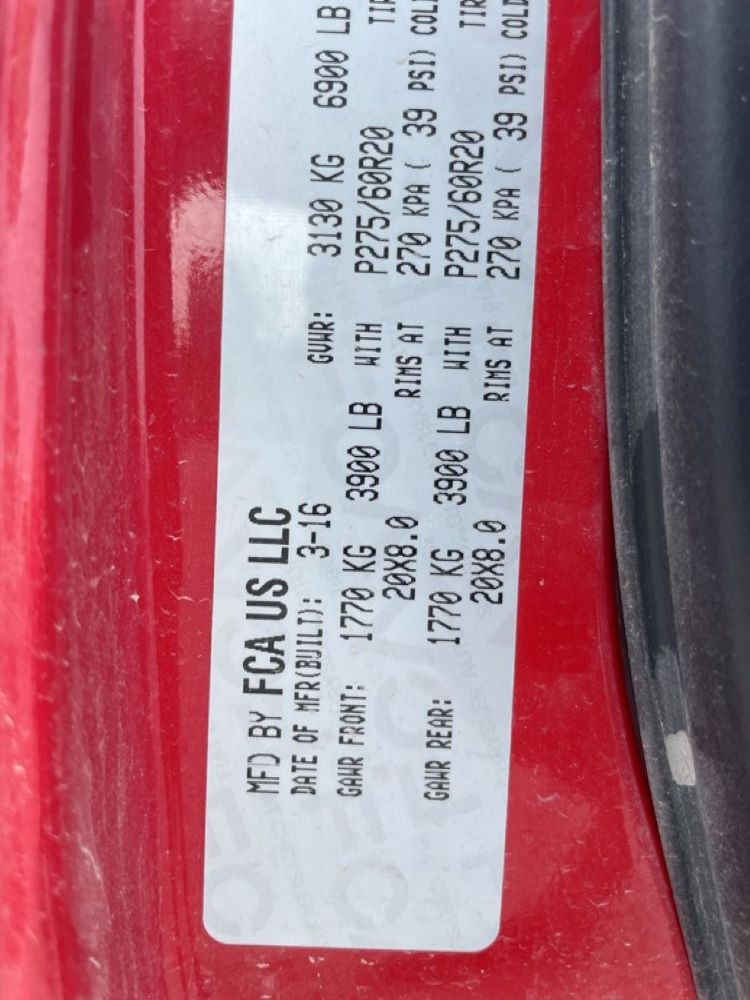 MFD BY FCA US LLC
DATE OF MFR(BUILT): 3-16 GVWR: 3130 KG 6900 LB
GAWR FRONT: 1770 KG 3900 LB WITH P275/60R20
20X8.0 RIMS AT 270 KPA ( 39 PSI)
GAWR REAR: 1770 KG 3900 LB WITH P275/60R20
20X8.0 RIMS AT 270 KPA ( 39 PSI) COLD